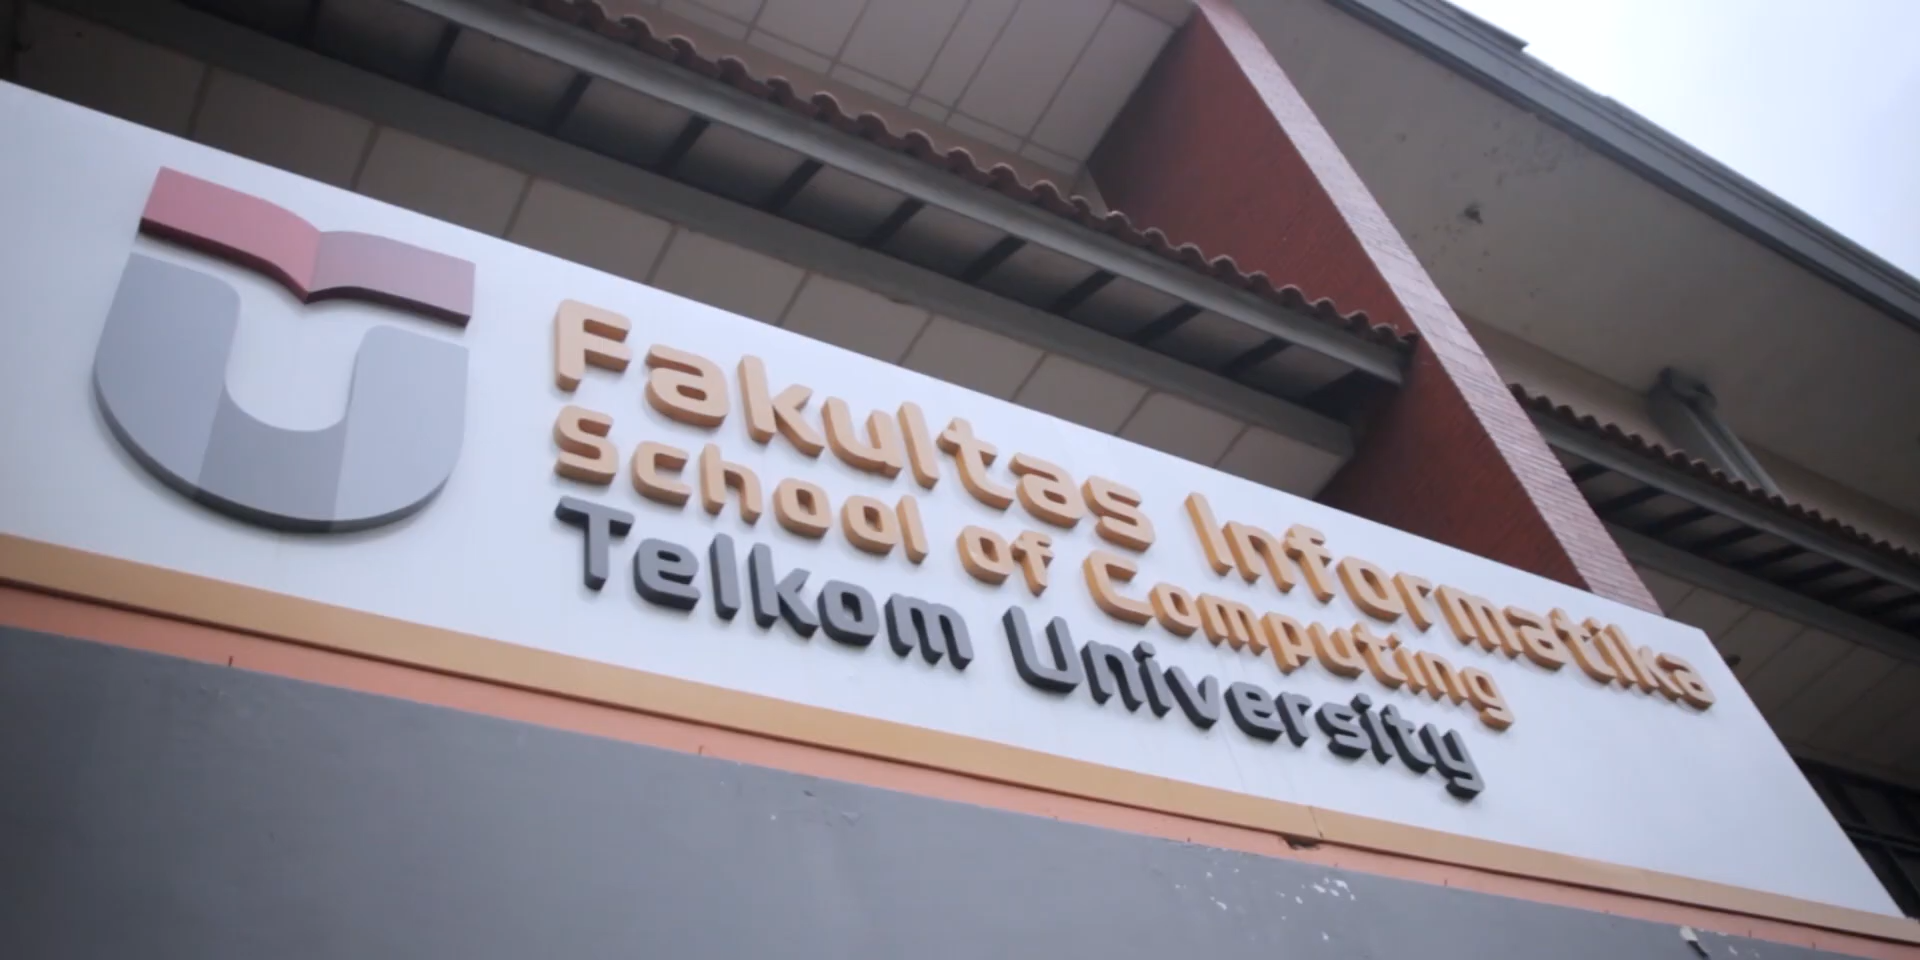 Fakultas Informatika
School of Computing
Telkom University